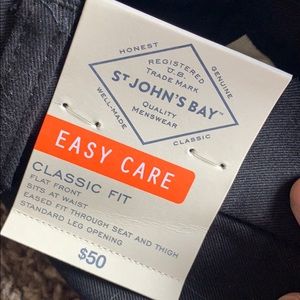 HONEST
GENUINE
REGISTERED
U.S.
TRADE MARK
ST JOHN'S BAY™
QUALITY
MENSWEAR
WELL-MADE
CLASSIC
EASY CARE
CLASSIC FIT
FLAT FRONT
SITS AT WAIST
EASED FIT THROUGH SEAT AND THIGH
STANDARD LEG OPENING
$50